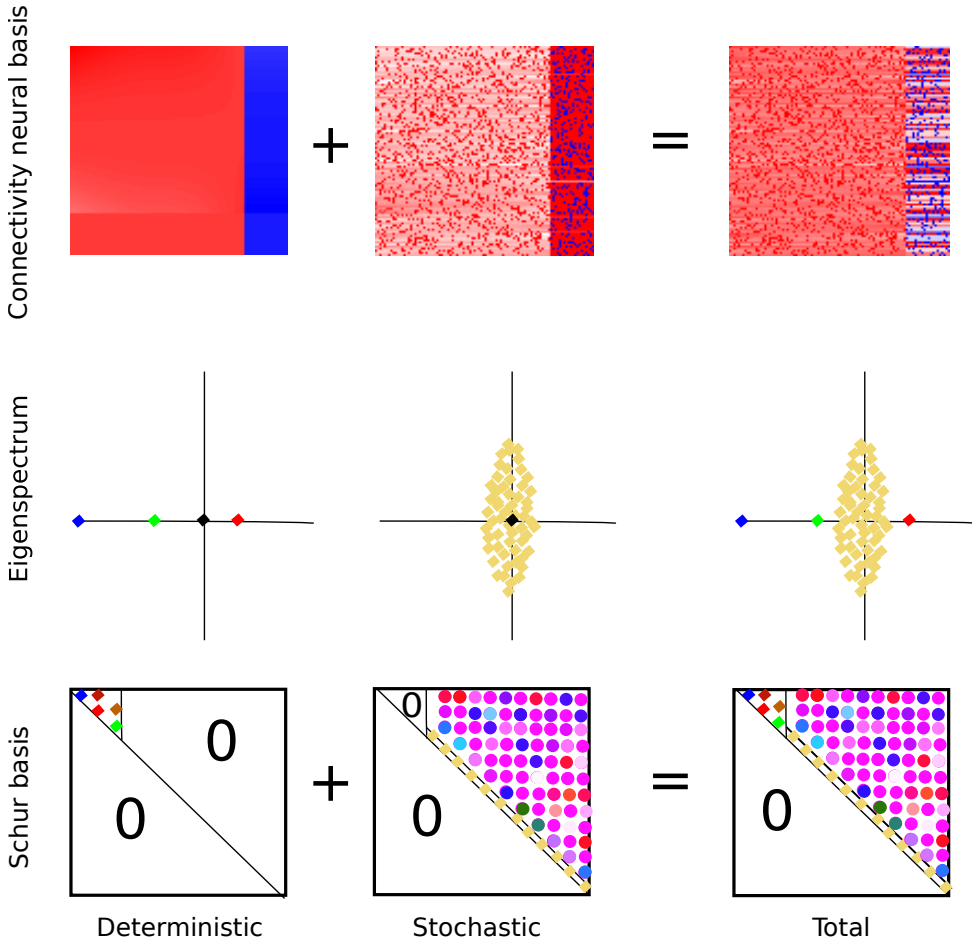 Connectivity neural basis
+
=
Eigenspectrum
Schur basis
0
0
+
0
0
=
0
Deterministic
Stochastic
Total